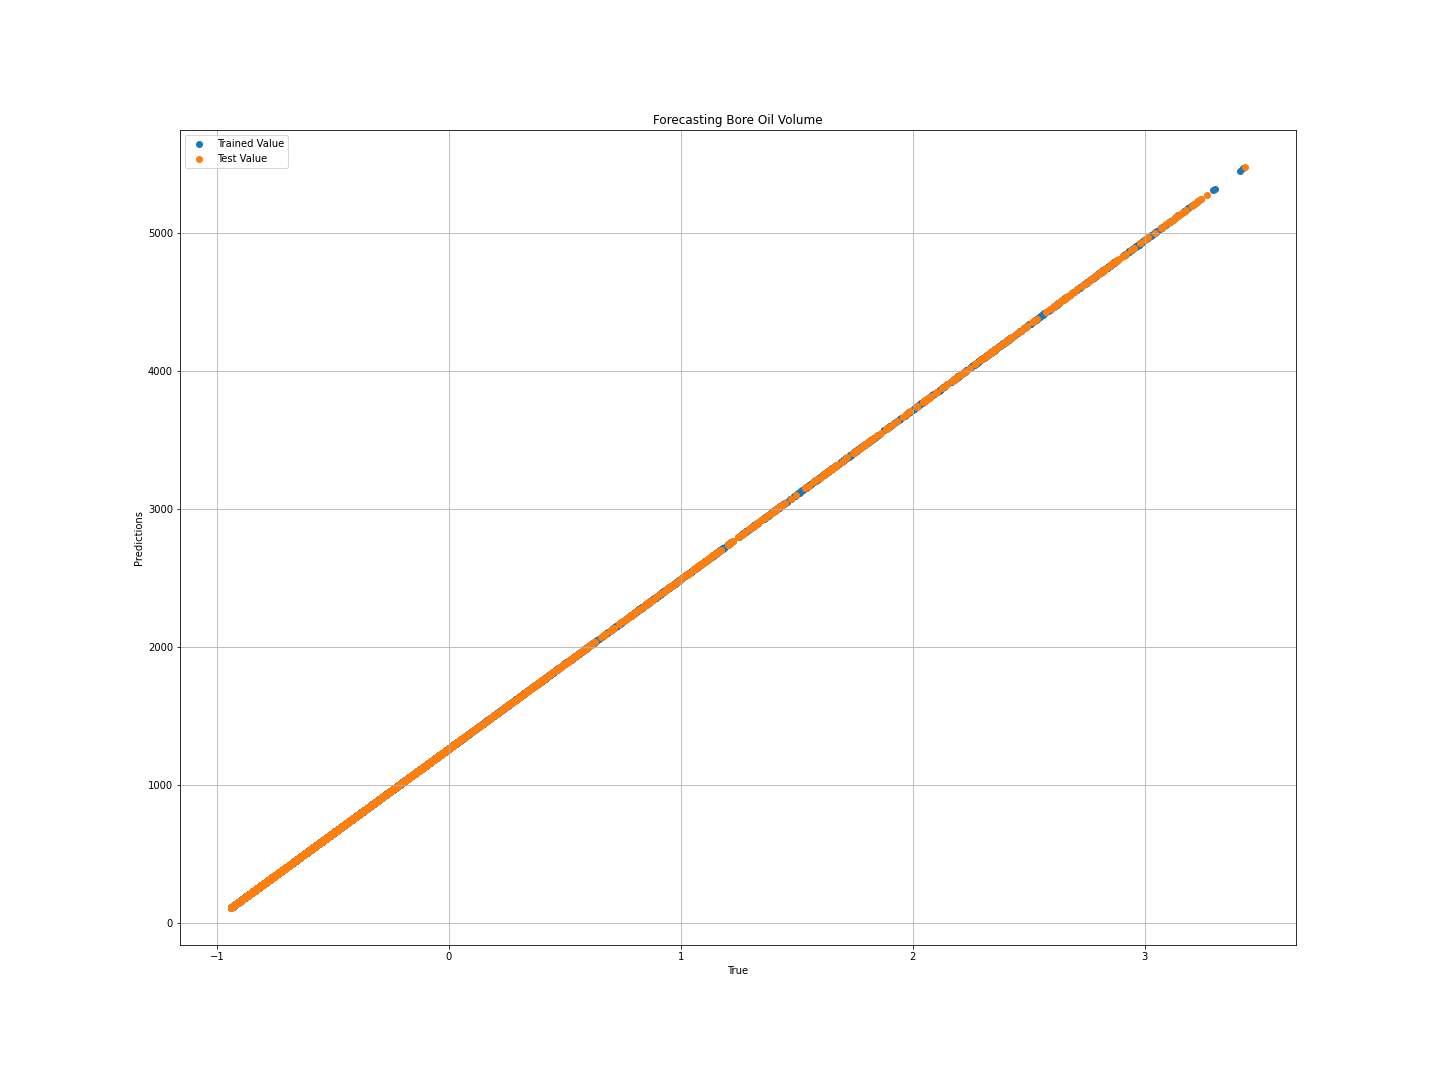 Forecasting Bore Oil Volume
Trained Value
Test Value
5000
4000
3000
2000
1000
0
Predictions
−1 0 1 2 3
True